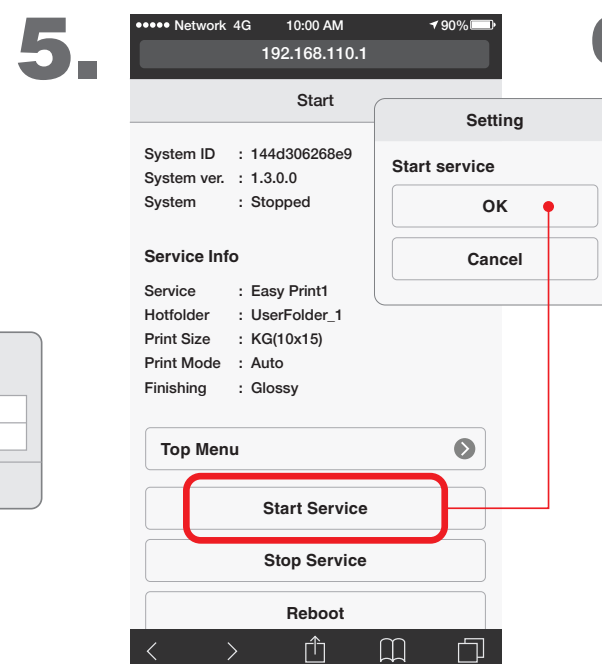 5.
Network 4G 10:00 AM 90%
192.168.110.1
Start
System ID : 144d306268e9
System ver. : 1.3.0.0
System : Stopped
Service Info
Service : Easy Print1
Hotfolder : UserFolder_1
Print Size : KG(10x15)
Print Mode : Auto
Finishing : Glossy
Top Menu
Start Service
Stop Service
Reboot
Setting
Start service
OK
Cancel